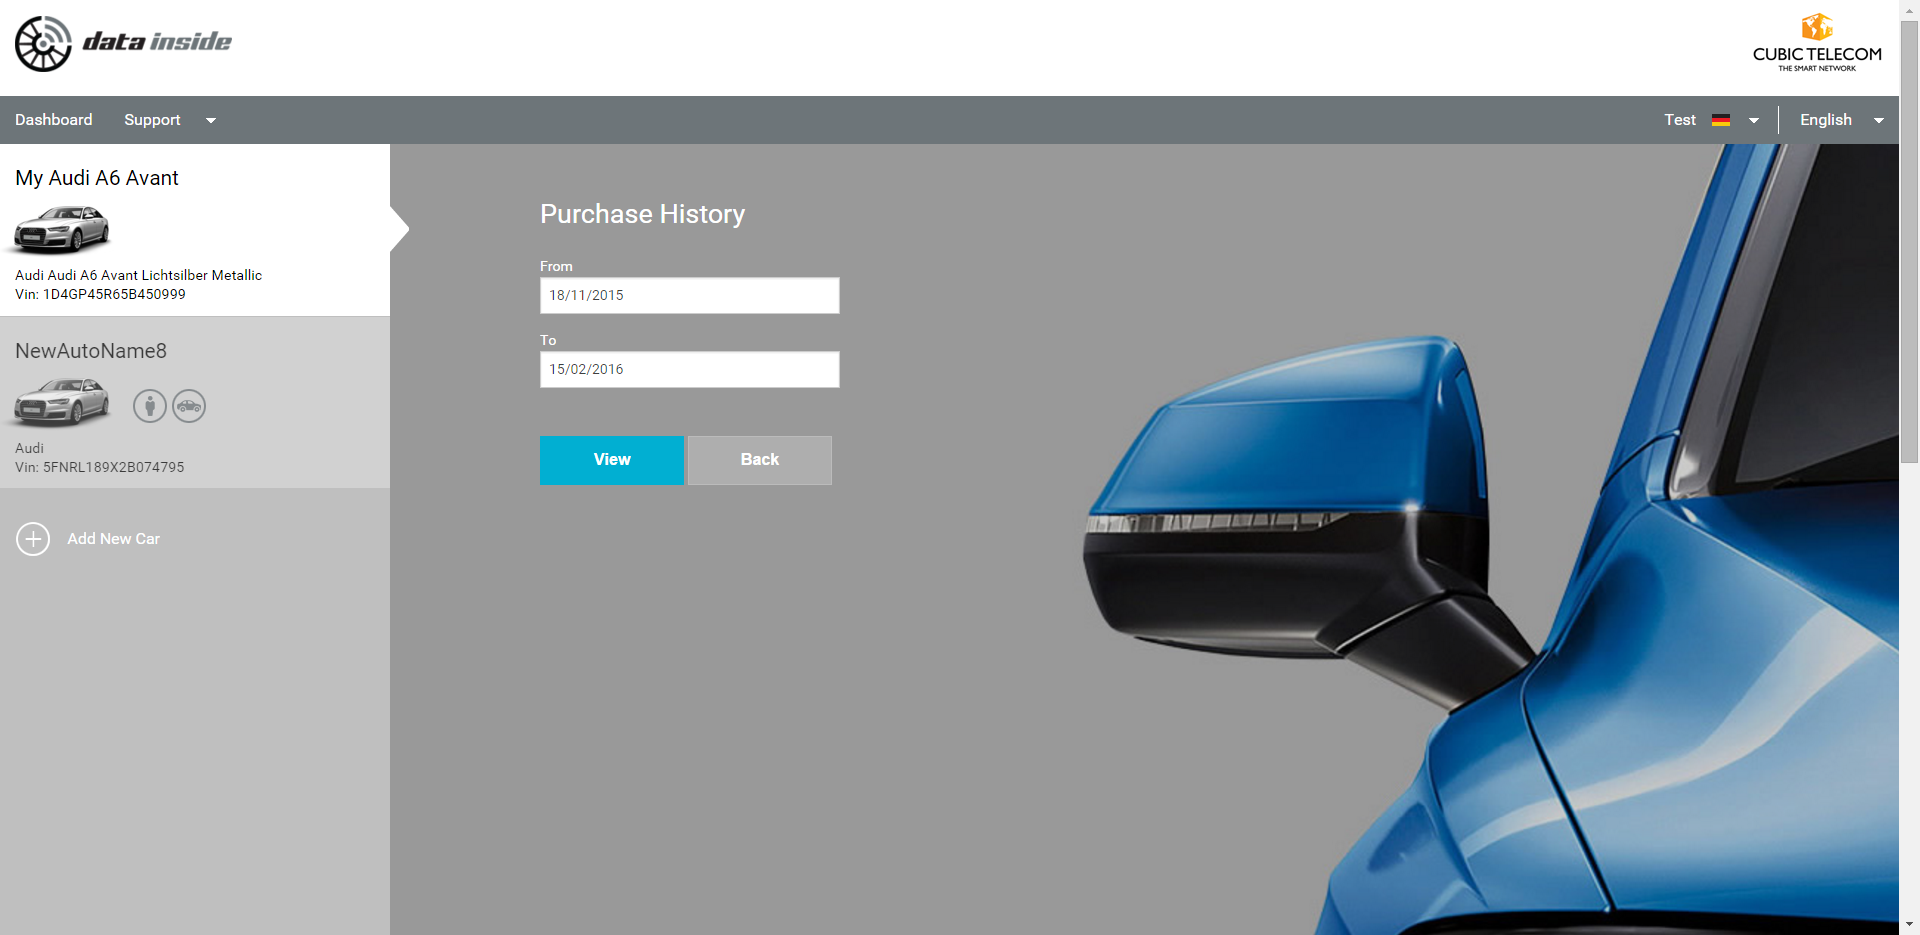 data inside
CUBIC TELECOM
THE SMART NETWORK
Dashboard
Support
Test
English
My Audi A6 Avant
Audi Audi A6 Avant Lichtsilber Metallic
Vin: 1D4GP45R65B450999
NewAutoName8
Audi
Vin: 5FNRL189X2B074795
Add New Car
Purchase History
From
18/11/2015
To
15/02/2016
View
Back